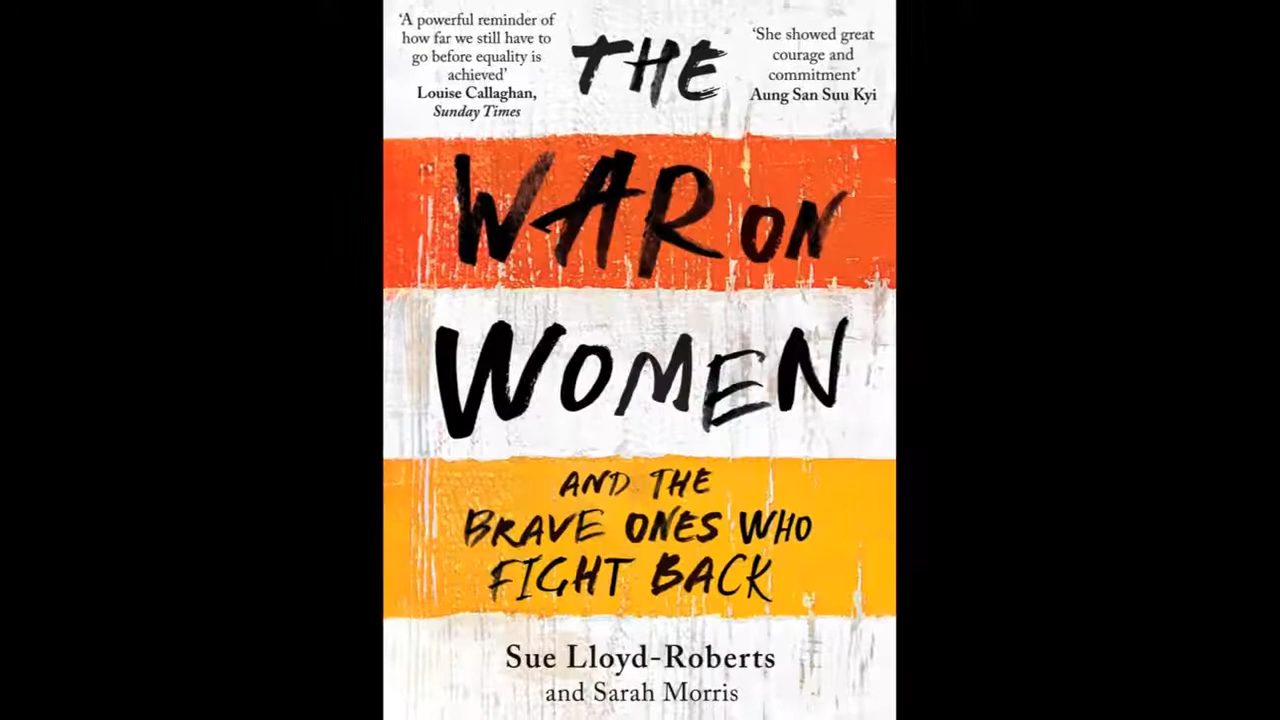 ‘A powerful reminder of
how far we still have to
go before equality is
achieved’
Louise Callaghan,
Sunday Times
‘She showed great
courage and
commitment’
Aung San Suu Kyi
THE
WAR ON
WOMEN
AND THE
BRAVE ONES WHO
FIGHT BACK
Sue Lloyd-Roberts
and Sarah Morris